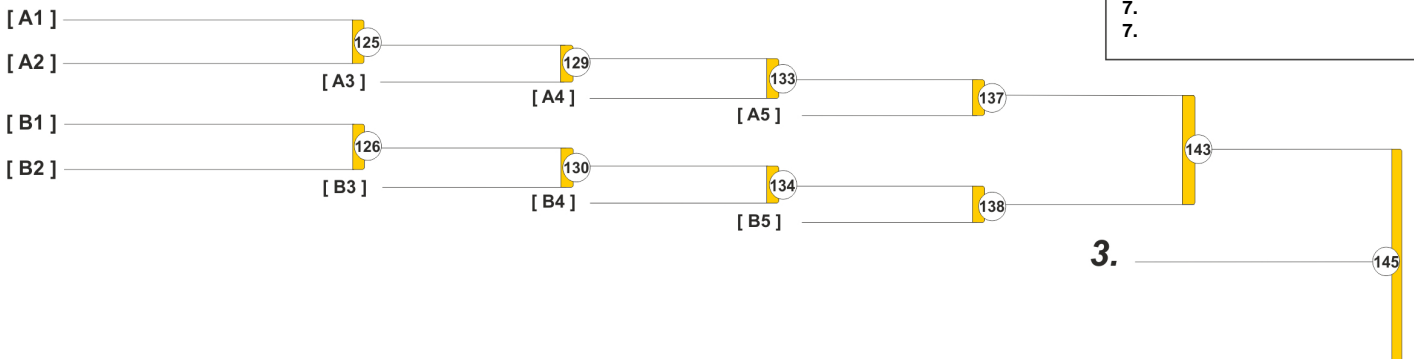 7.
7.
[ A1 ]
125
[ A2 ]
129
[ A3 ]
133
[ A4 ]
137
[ A5 ]
[ B1 ]
126
143
[ B2 ]
130
[ B3 ]
134
[ B4 ]
138
[ B5 ]
3.
145